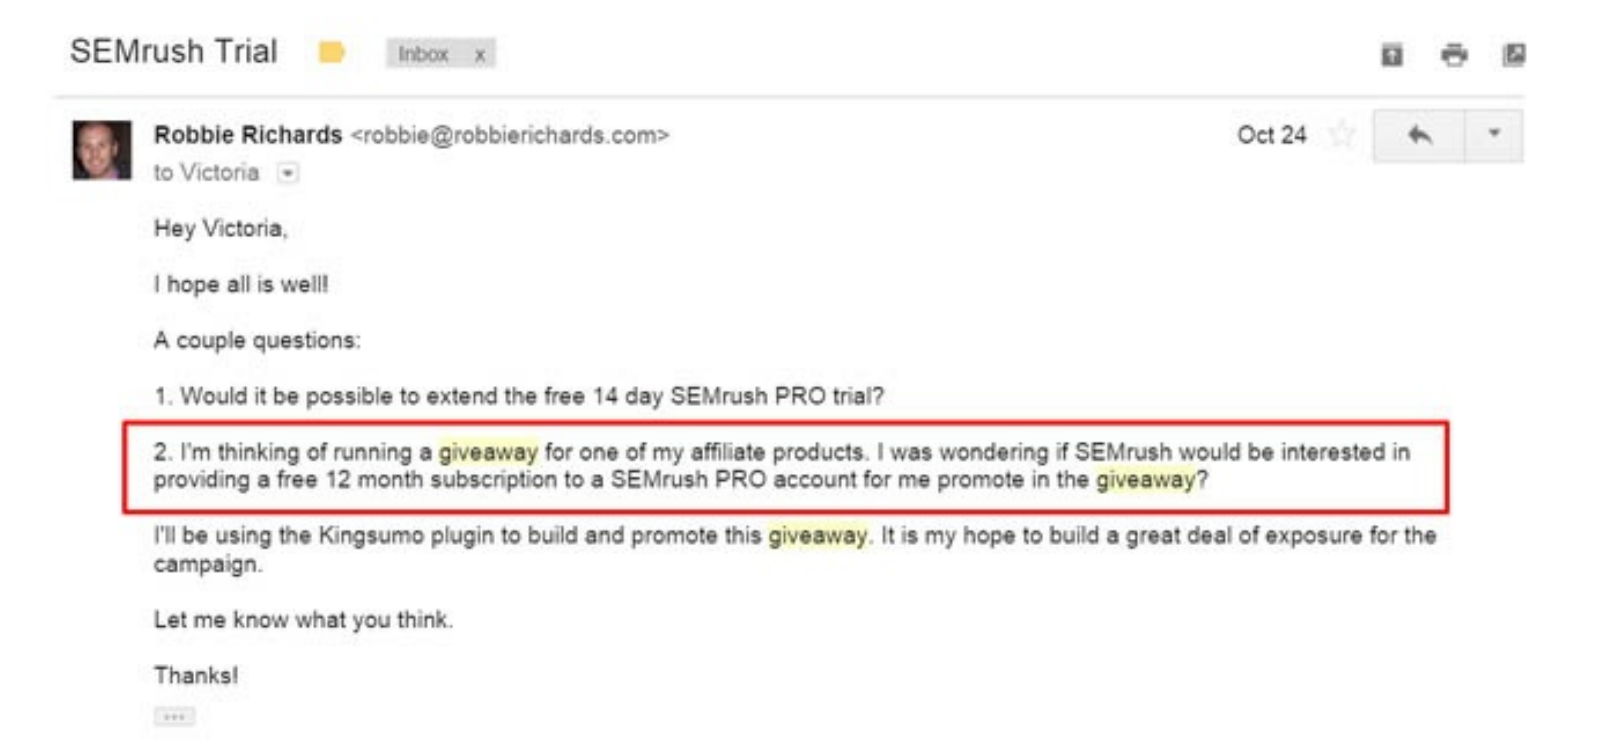 SEMrush Trial
Inbox x
Robbie Richards <robbie@robbierichards.com>
Oct 24
to Victoria
Hey Victoria,
I hope all is well!
A couple questions:
1. Would it be possible to extend the free 14 day SEMrush PRO trial?
2. I'm thinking of running a giveaway for one of my affiliate products. I was wondering if SEMrush would be interested in
providing a free 12 month subscription to a SEMrush PRO account for me promote in the giveaway?
I'll be using the Kingsumo plugin to build and promote this giveaway. It is my hope to build a great deal of exposure for the
campaign.
Let me know what you think.
Thanks!